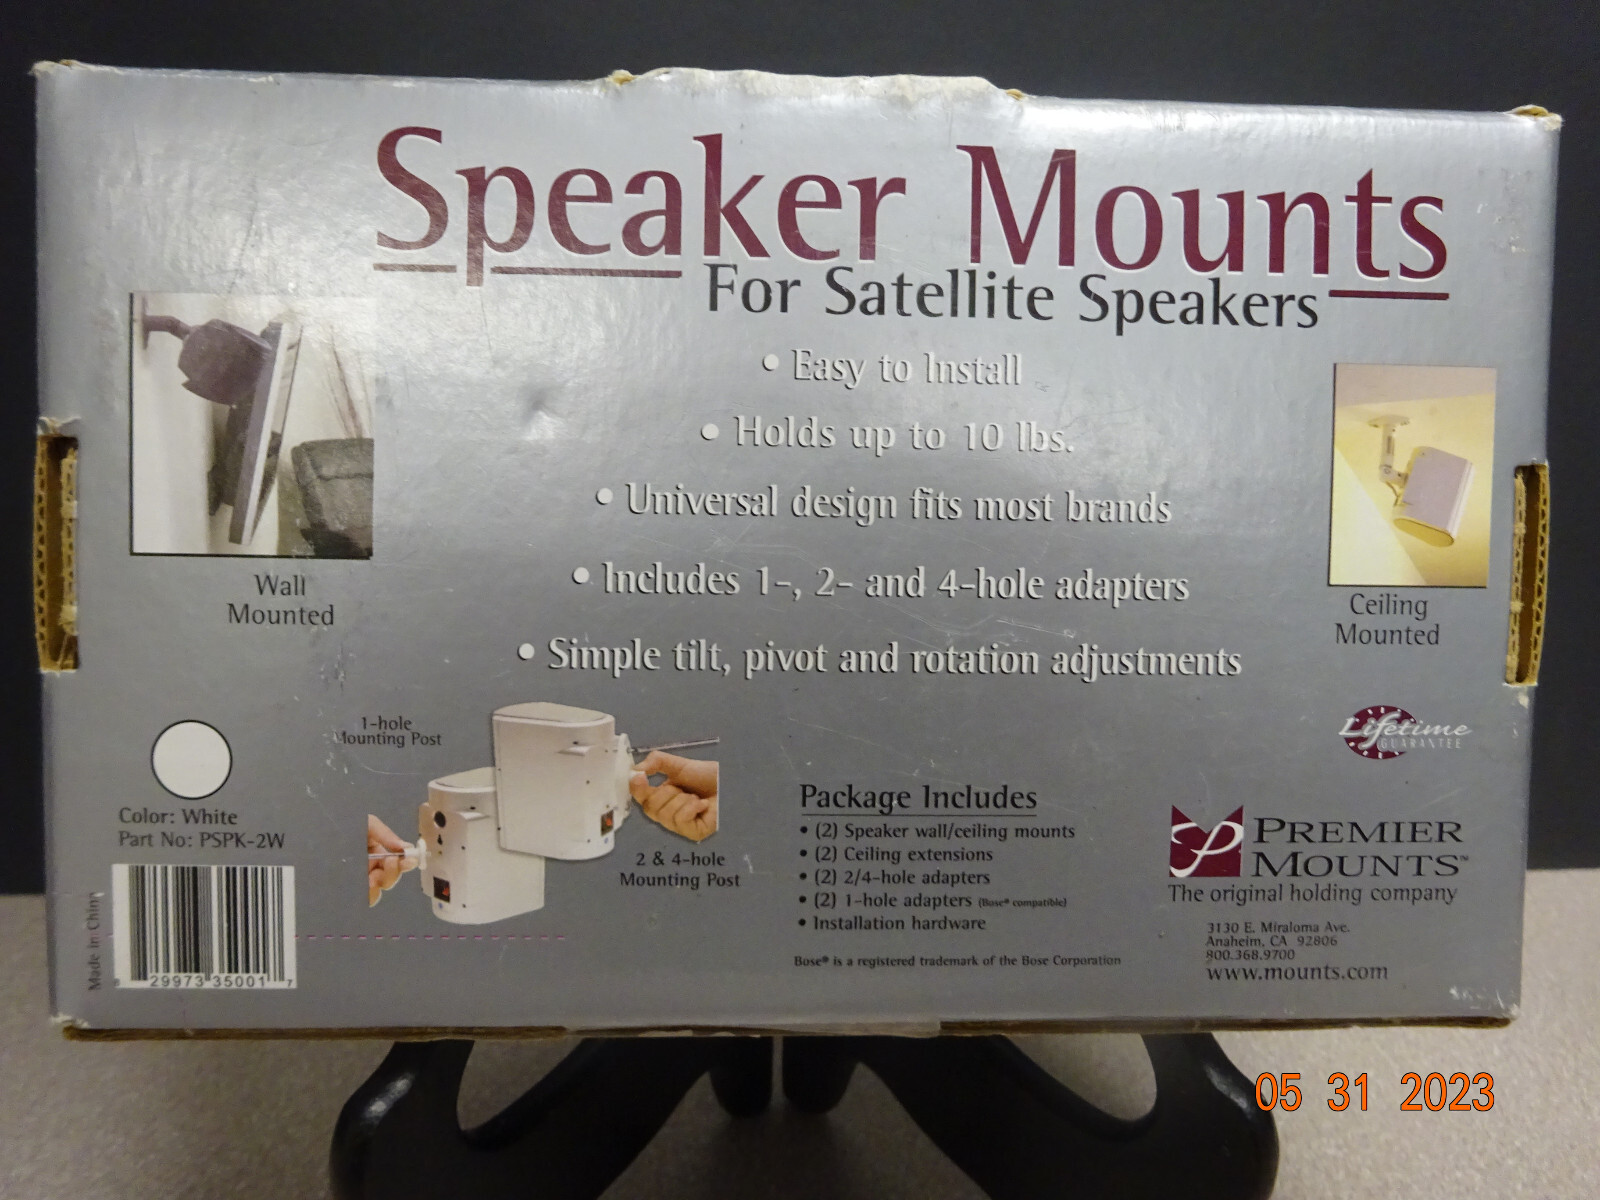 Speaker Mounts
For Satellite Speakers
• Easy to Install
• Holds up to 10 lbs.
• Universal design fits most brands
• Includes 1-, 2- and 4-hole adapters
• Simple tilt, pivot and rotation adjustments
Wall
Mounted
Ceiling
Mounted
1-hole
Mounting Post
2 & 4-hole
Mounting Post
Color: White
Part No: PSPK-2W
Made in China
8 29973 35001 7
Package Includes
• (2) Speaker wall/ceiling mounts
• (2) Ceiling extensions
• (2) 2/4-hole adapters
• (2) 1-hole adapters (Bose® compatible)
• Installation hardware
Bose® is a registered trademark of the Bose Corporation
Lifetime
GUARANTEE
PREMIER
MOUNTS™
The original holding company
3130 E. Miraloma Ave.
Anaheim, CA 92806
800.368.9700
www.mounts.com
05 31 2023